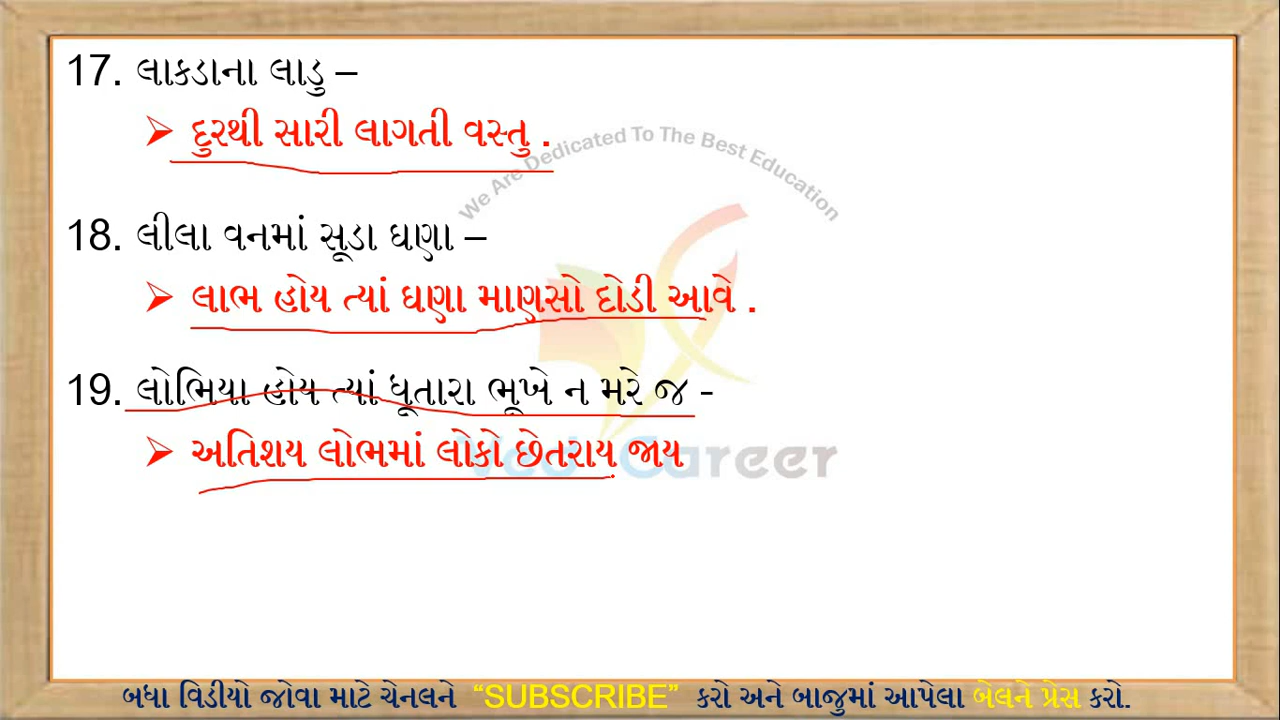 17. લાકડાના લાડુ –
➢ દુરથી સારી લાગતી વસ્તુ .
We Are Dedicated To The Best Education
18. લીલા વનમાં સૂડા ઘણા –
➢ લાભ હોય ત્યાં ઘણા માણસો દોડી આવે .
19. લોભિયા હોય ત્યાં ધૂતારા ભૂખે ન મરે જ -
➢ અતિશય લોભમાં લોકો છેતરાય જાય
Career
બધા વિડીયો જોવા માટે ચેનલને “SUBSCRIBE” કરો અને બાજુમાં આપેલા બેલને પ્રેસ કરો.